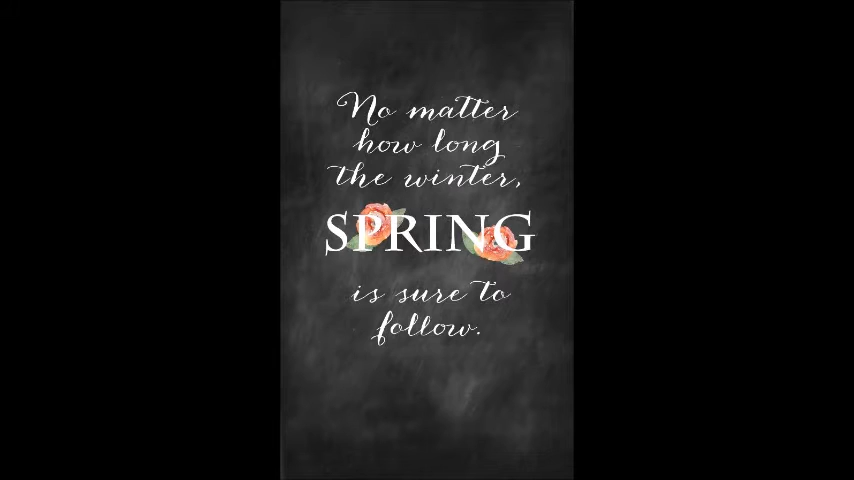 No matter
how long
the winter,
SPRING
is sure to
follow.